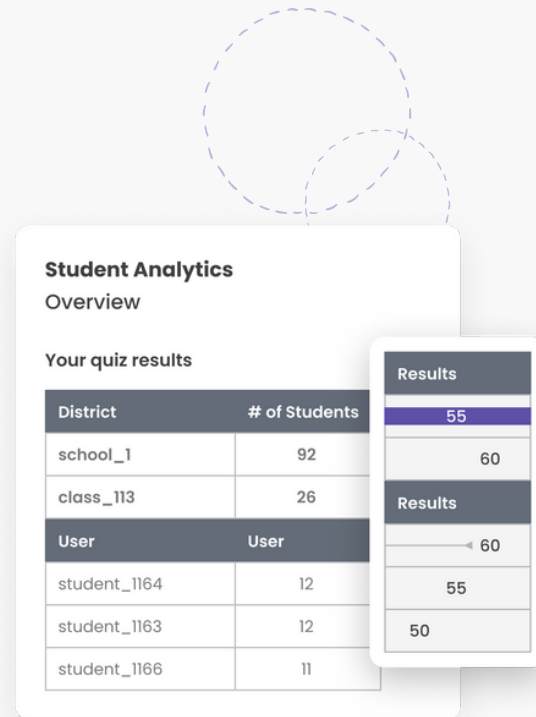 Student Analytics
Overview
Your quiz results
District # of Students
school_1 92
class_113 26
User User
student_1164 12
student_1163 12
student_1166 11
Results
55
60
Results
60
55
50